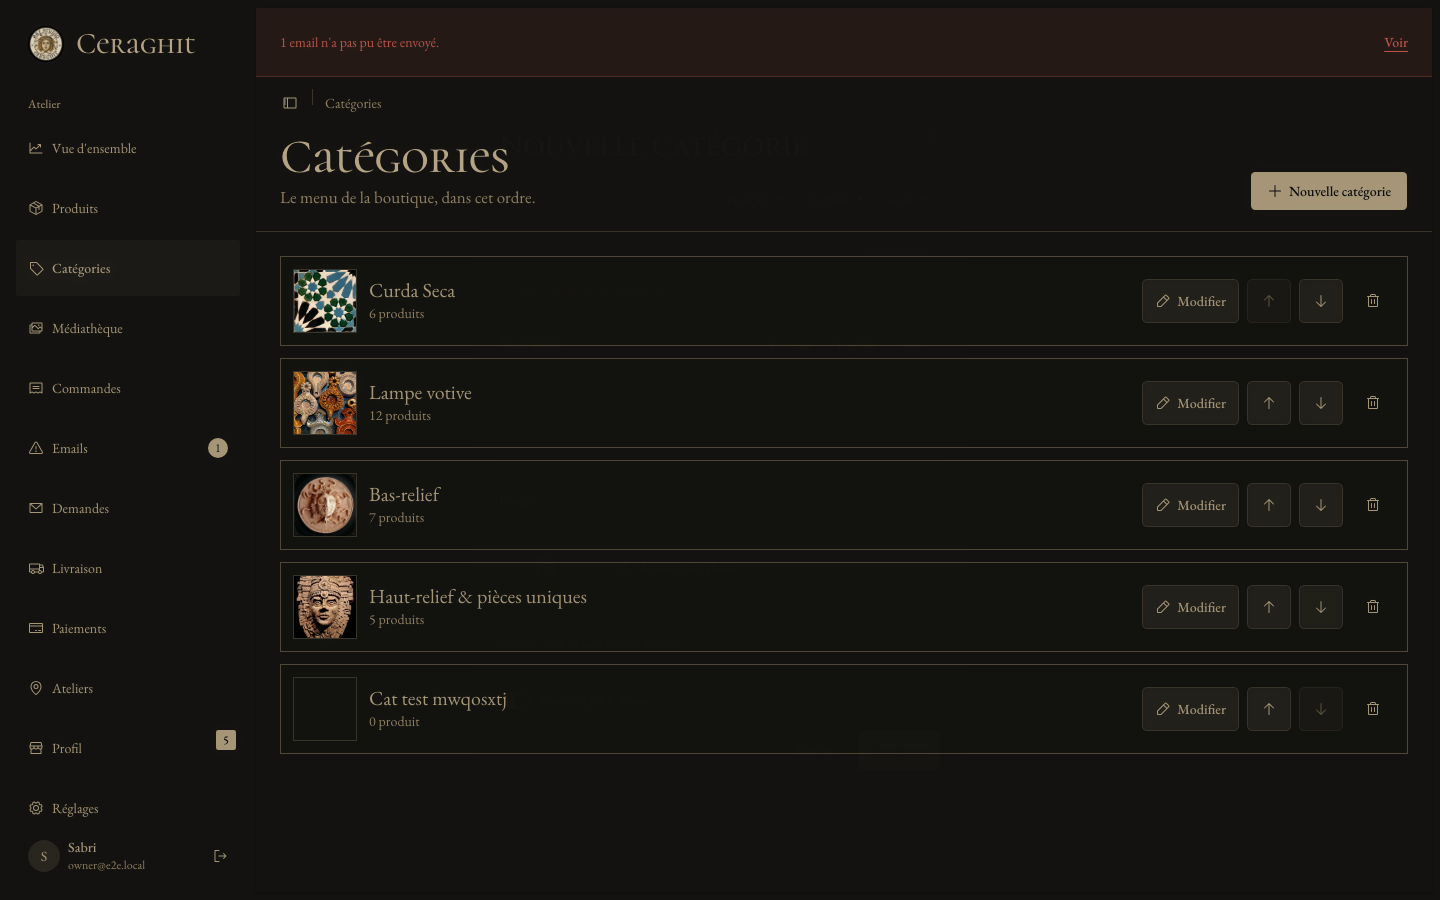 Ceraghit
Atelier
Vue d'ensemble
Produits
Catégories
Médiathèque
Commandes
Emails
1
Demandes
Livraison
Paiements
Ateliers
Profil
5
Réglages
S
Sabri
owner@e2e.local
1 email n'a pas pu être envoyé.
Voir
Catégories
Catégories
NOUVELLE CATÉGORIE
Le menu de la boutique, dans cet ordre.
Nouvelle catégorie
Curda Seca
6 produits
Modifier
Lampe votive
12 produits
Modifier
Bas-relief
7 produits
Modifier
Haut-relief & pièces uniques
5 produits
Modifier
Cat test mwqosxtj
0 produit
Modifier